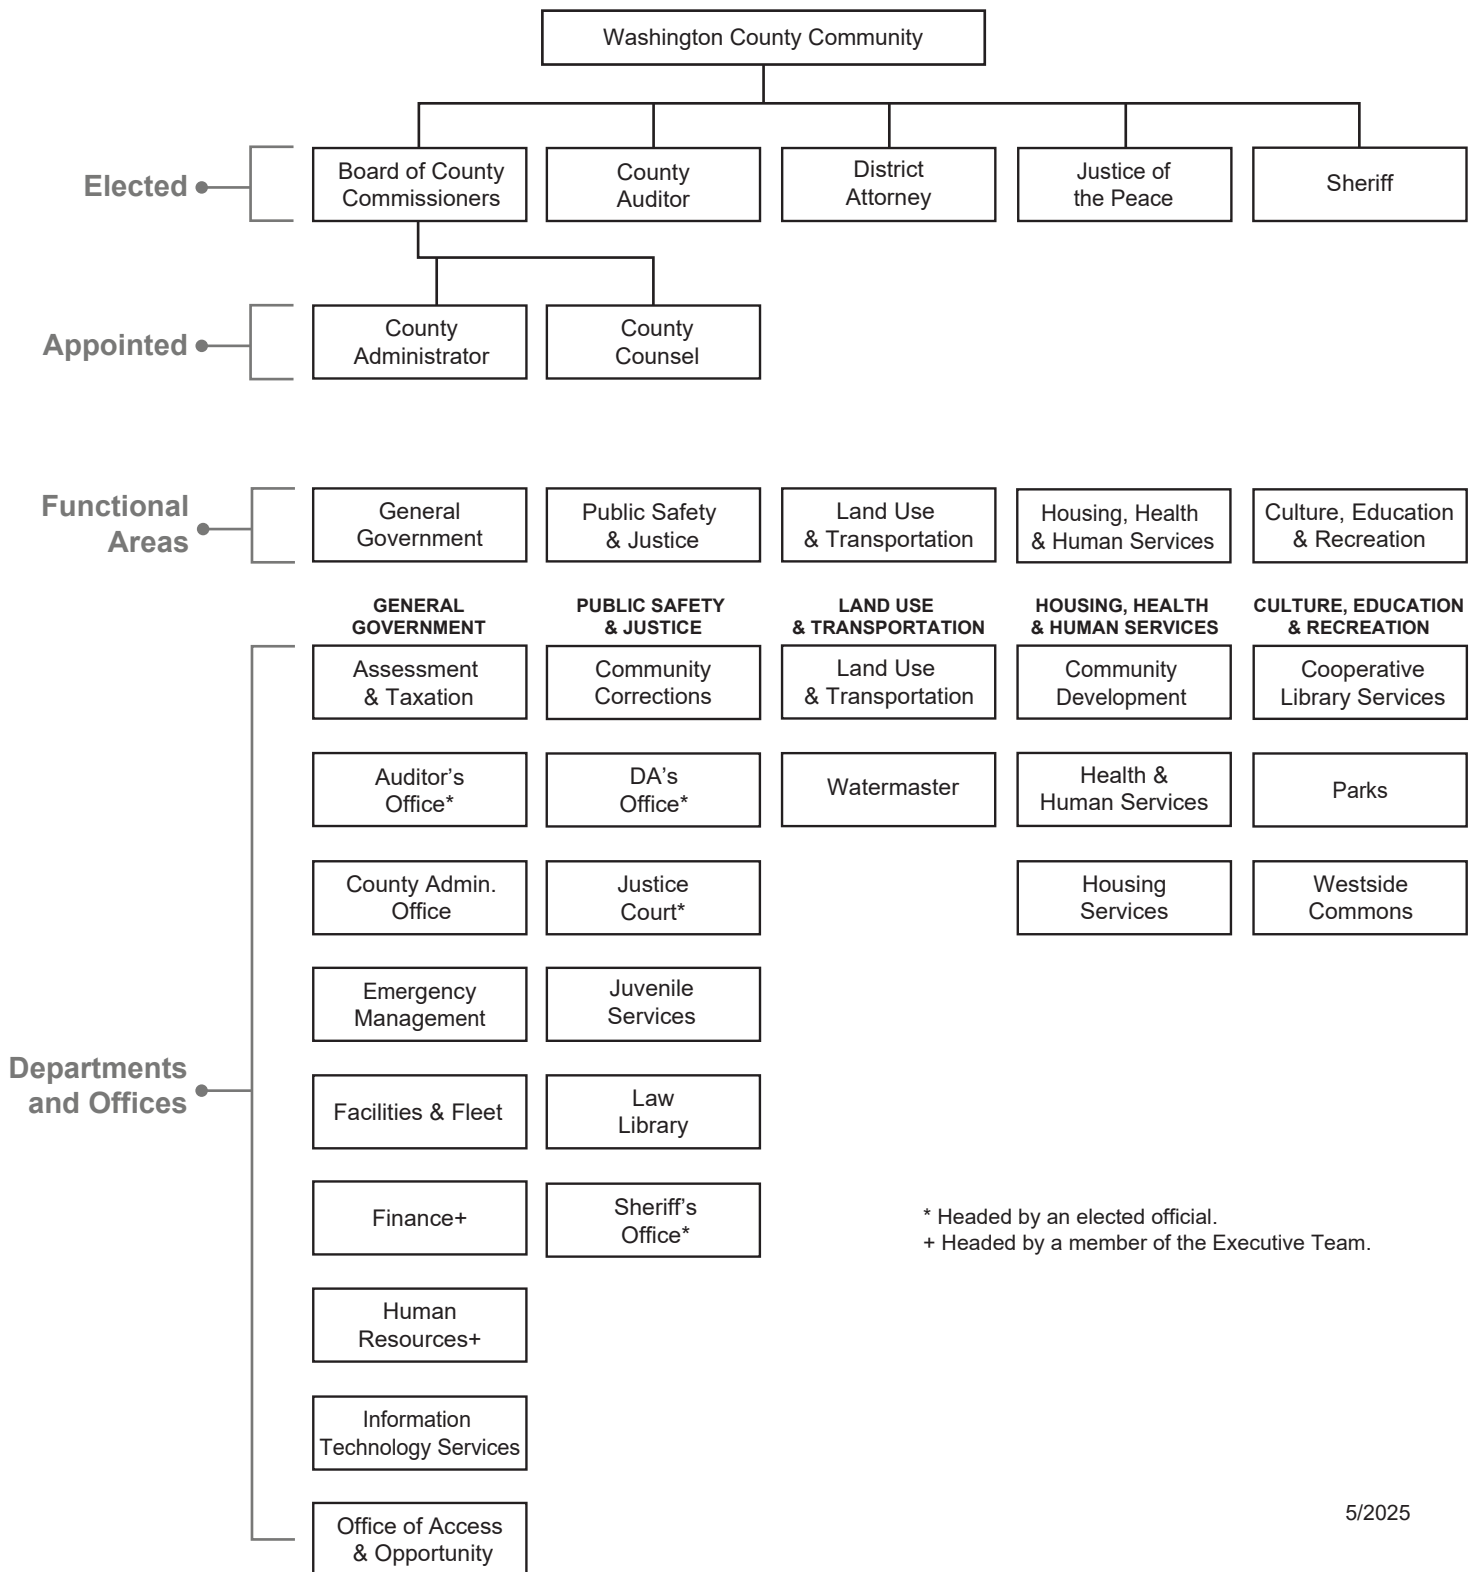 Washington County Community
Elected
Board of County
Commissioners
County
Auditor
District
Attorney
Justice of
the Peace
Sheriff
Appointed
County
Administrator
County
Counsel
Functional
Areas
General
Government
Public Safety
& Justice
Land Use
& Transportation
Housing, Health
& Human Services
Culture, Education
& Recreation
GENERAL
GOVERNMENT
PUBLIC SAFETY
& JUSTICE
LAND USE
& TRANSPORTATION
HOUSING, HEALTH
& HUMAN SERVICES
CULTURE, EDUCATION
& RECREATION
Departments
and Offices
Assessment
& Taxation
Community
Corrections
Land Use
& Transportation
Community
Development
Cooperative
Library Services
Auditor's
Office*
DA's
Office*
Watermaster
Health &
Human Services
Parks
County Admin.
Office
Justice
Court*
Housing
Services
Westside
Commons
Emergency
Management
Juvenile
Services
Facilities & Fleet
Law
Library
Finance+
Sheriff's
Office*
* Headed by an elected official.
+ Headed by a member of the Executive Team.
Human
Resources+
Information
Technology Services
Office of Access
& Opportunity
5/2025